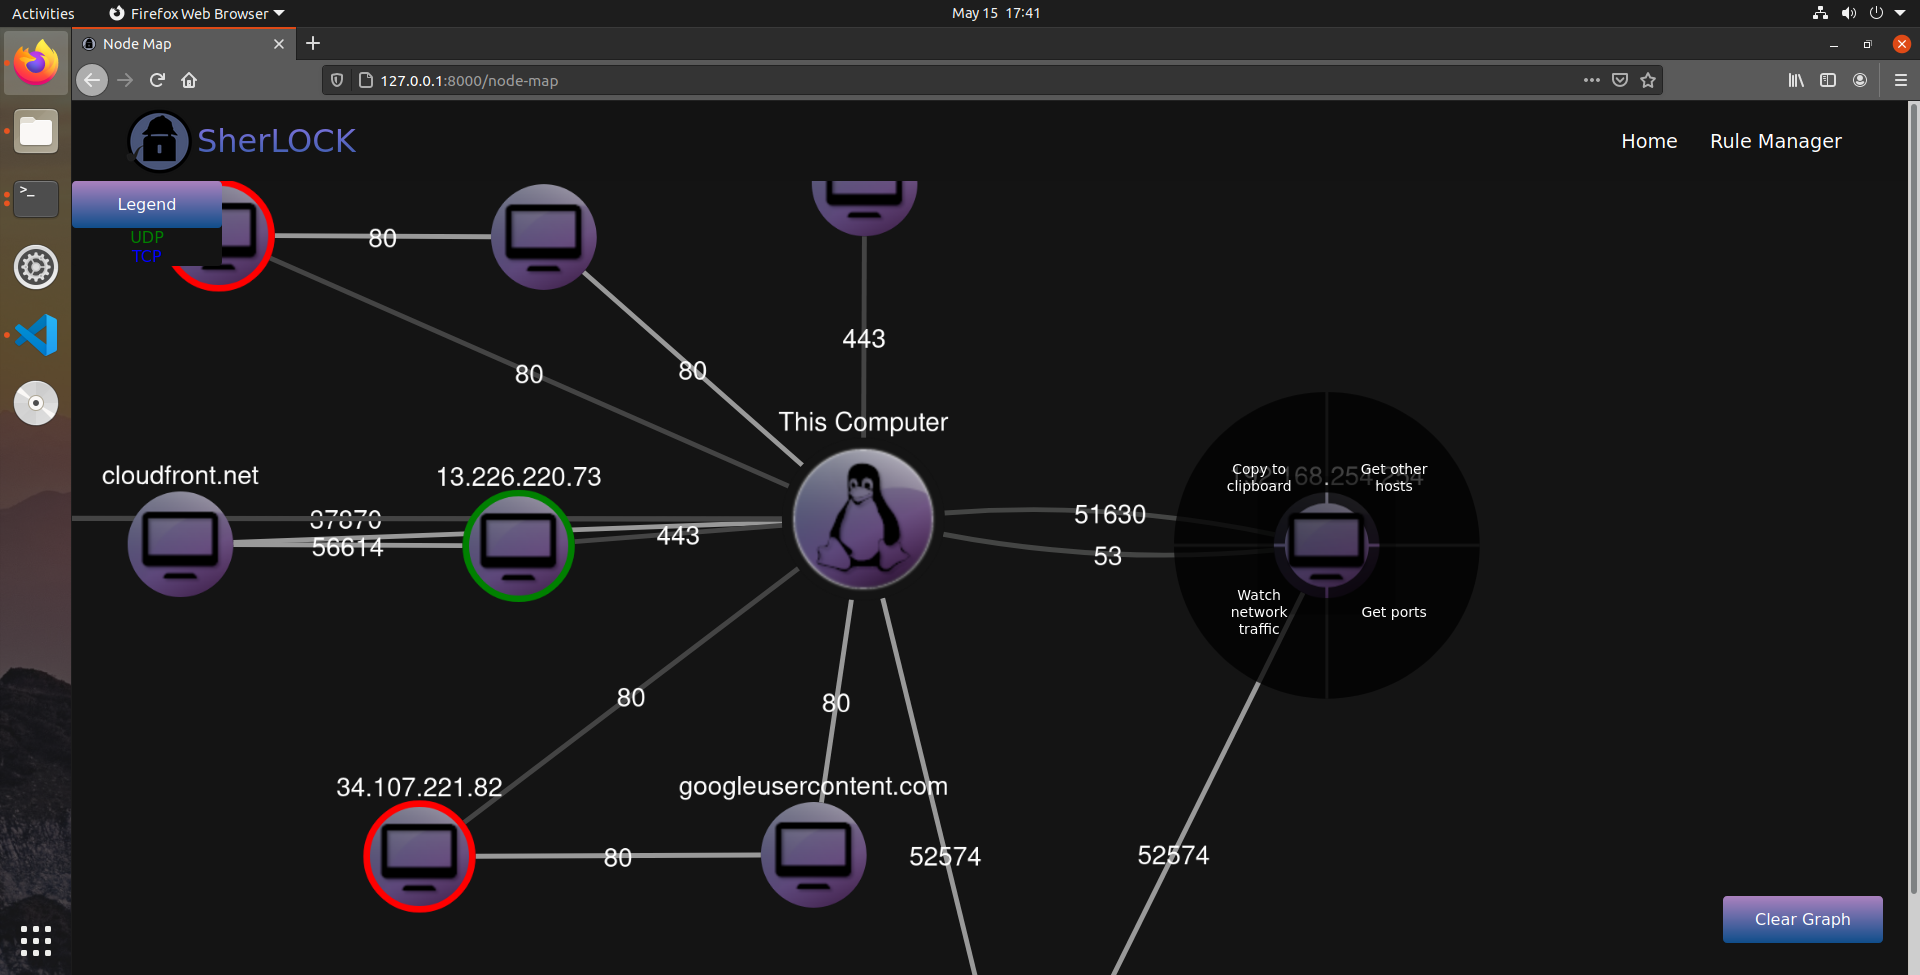 Activities
Firefox Web Browser
May 15 17:41
Node Map
127.0.0.1:8000/node-map
SherLOCK
Home
Rule Manager
Legend
UDP
TCP
80
443
80
80
This Computer
cloudfront.net
13.226.220.73
37870
56614
443
51630
53
Copy to
clipboard
Get other
hosts
Watch
network
traffic
Get ports
80
80
34.107.221.82
googleusercontent.com
80
52574
52574
Clear Graph